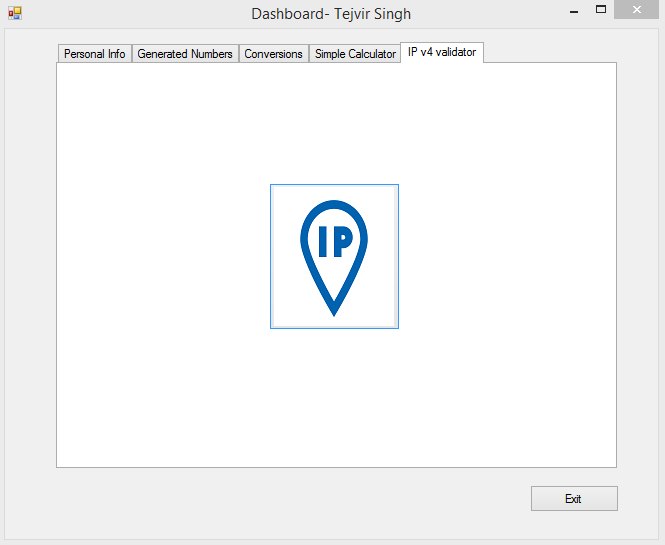 Dashboard- Tejvir Singh
Personal Info Generated Numbers Conversions Simple Calculator IP v4 validator
IP
Exit